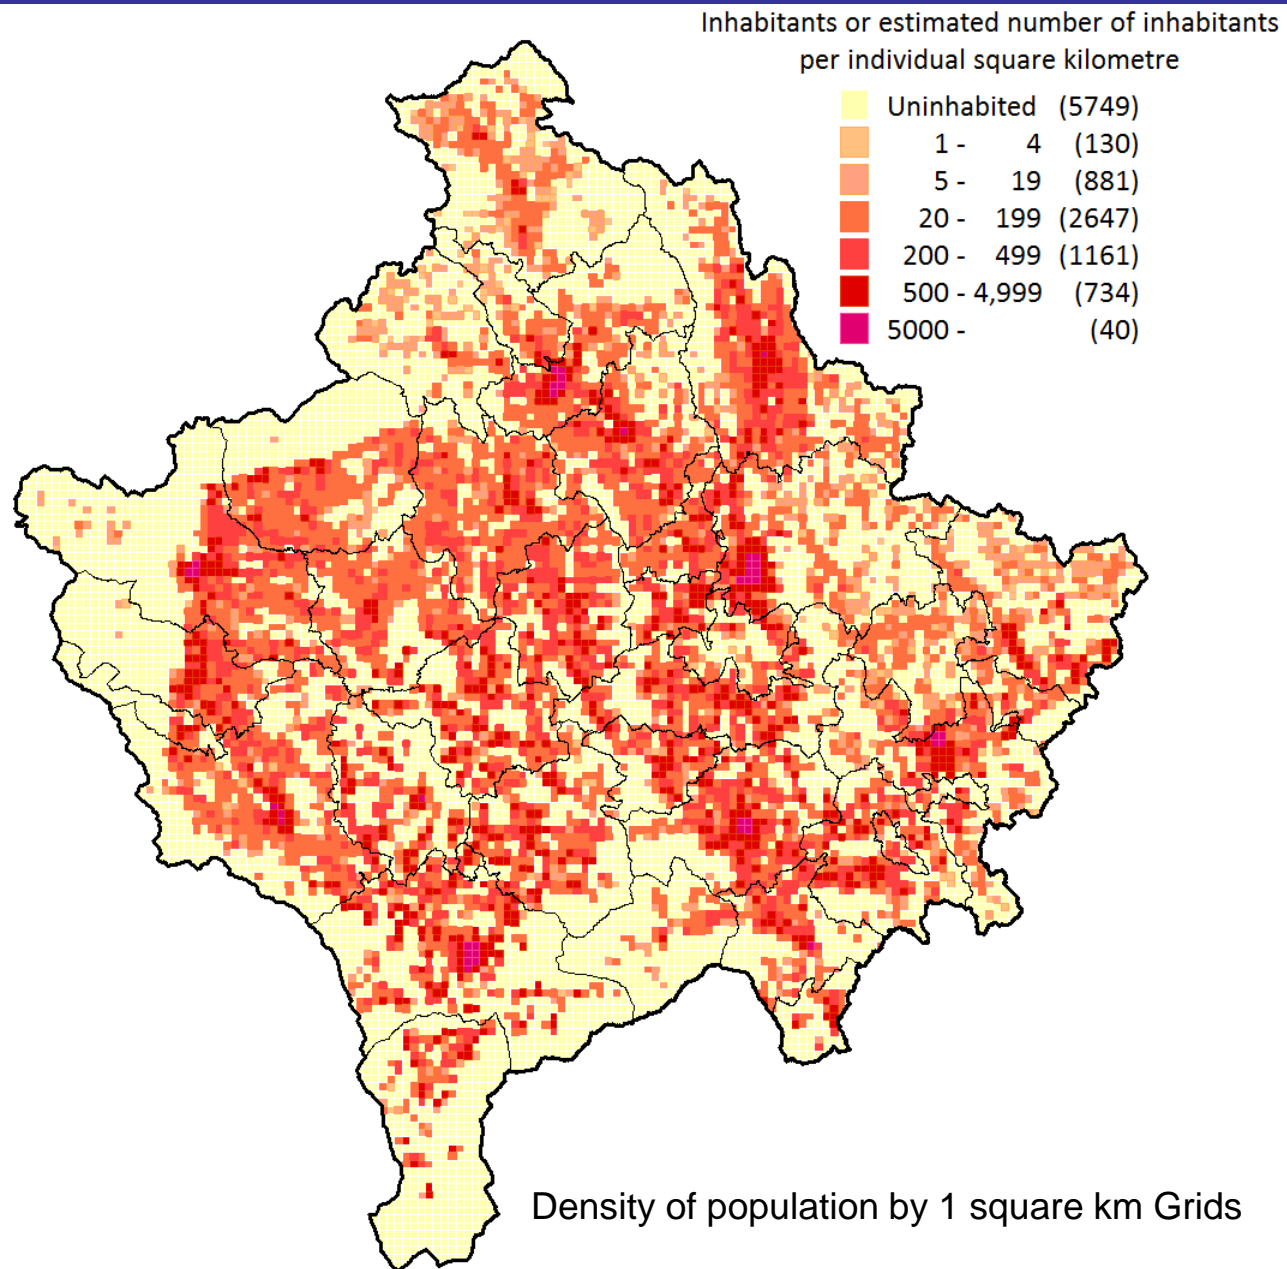 Inhabitants or estimated number of inhabitants
per individual square kilometre
Uninhabited (5749)
1 - 4 (130)
5 - 19 (881)
20 - 199 (2647)
200 - 499 (1161)
500 - 4,999 (734)
5000 - (40)
Density of population by 1 square km Grids